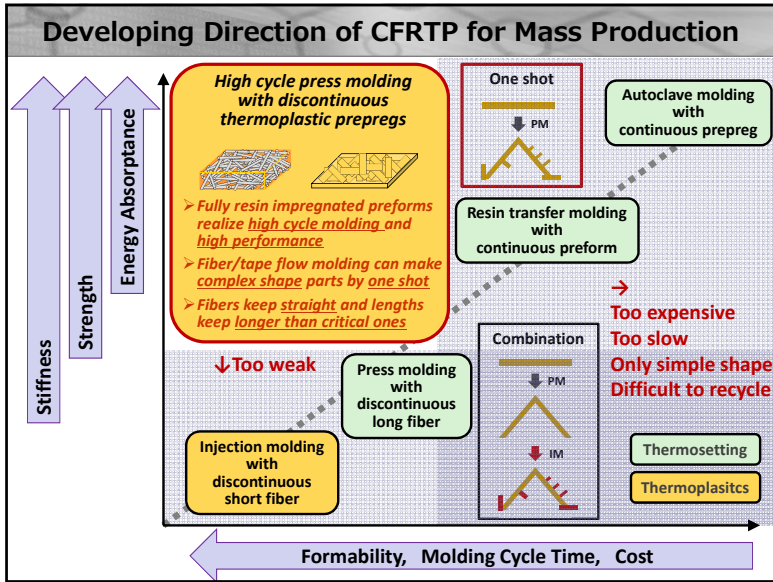 Developing Direction of CFRTP for Mass Production
Stiffness
Strength
Energy Absorptance
High cycle press molding
with discontinuous
thermoplastic prepregs
➢Fully resin impregnated preforms
realize high cycle molding and
high performance
➢Fiber/tape flow molding can make
complex shape parts by one shot
➢Fibers keep straight and lengths
keep longer than critical ones
One shot
PM
Autoclave molding
with
continuous prepreg
Resin transfer molding
with
continuous preform
→
Too expensive
Too slow
Only simple shape
Difficult to recycle
↓Too weak
Press molding
with
discontinuous
long fiber
Combination
PM
IM
Injection molding
with
discontinuous
short fiber
Thermosetting
Thermoplasitcs
Formability, Molding Cycle Time, Cost